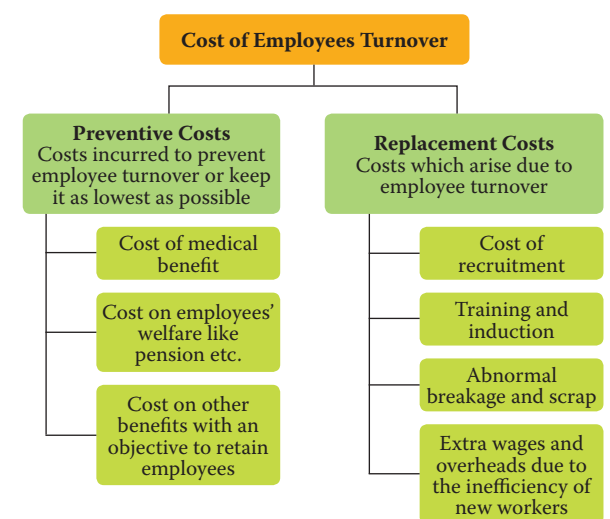 Cost of Employees Turnover
Preventive Costs
Costs incurred to prevent
employee turnover or keep
it as lowest as possible
Cost of medical
benefit
Cost on employees’
welfare like
pension etc.
Cost on other
benefits with an
objective to retain
employees
Replacement Costs
Costs which arise due to
employee turnover
Cost of
recruitment
Training and
induction
Abnormal
breakage and scrap
Extra wages and
overheads due to
the inefficiency of
new workers